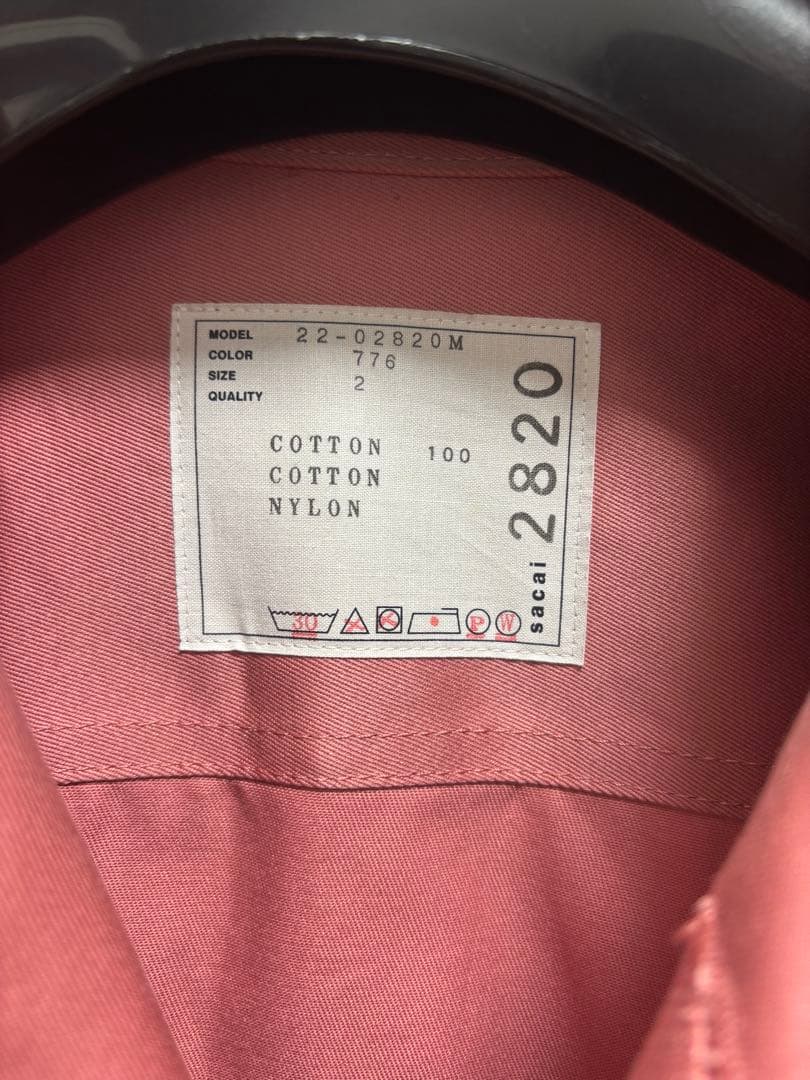 MODEL 22-02820M
COLOR 776
SIZE 2
QUALITY
COTTON 100
COTTON
NYLON
30 P W
sacai 2820